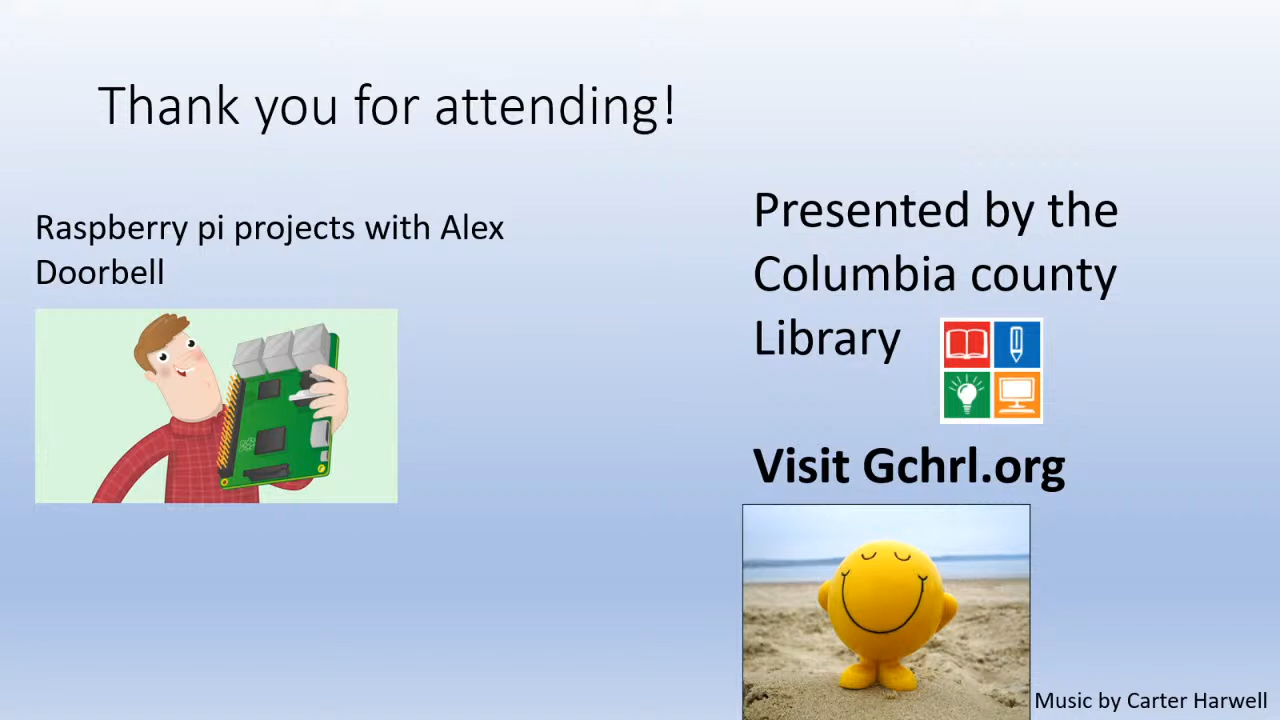 Thank you for attending!
Raspberry pi projects with Alex
Doorbell
Presented by the
Columbia county
Library
Visit Gchrl.org
Music by Carter Harwell